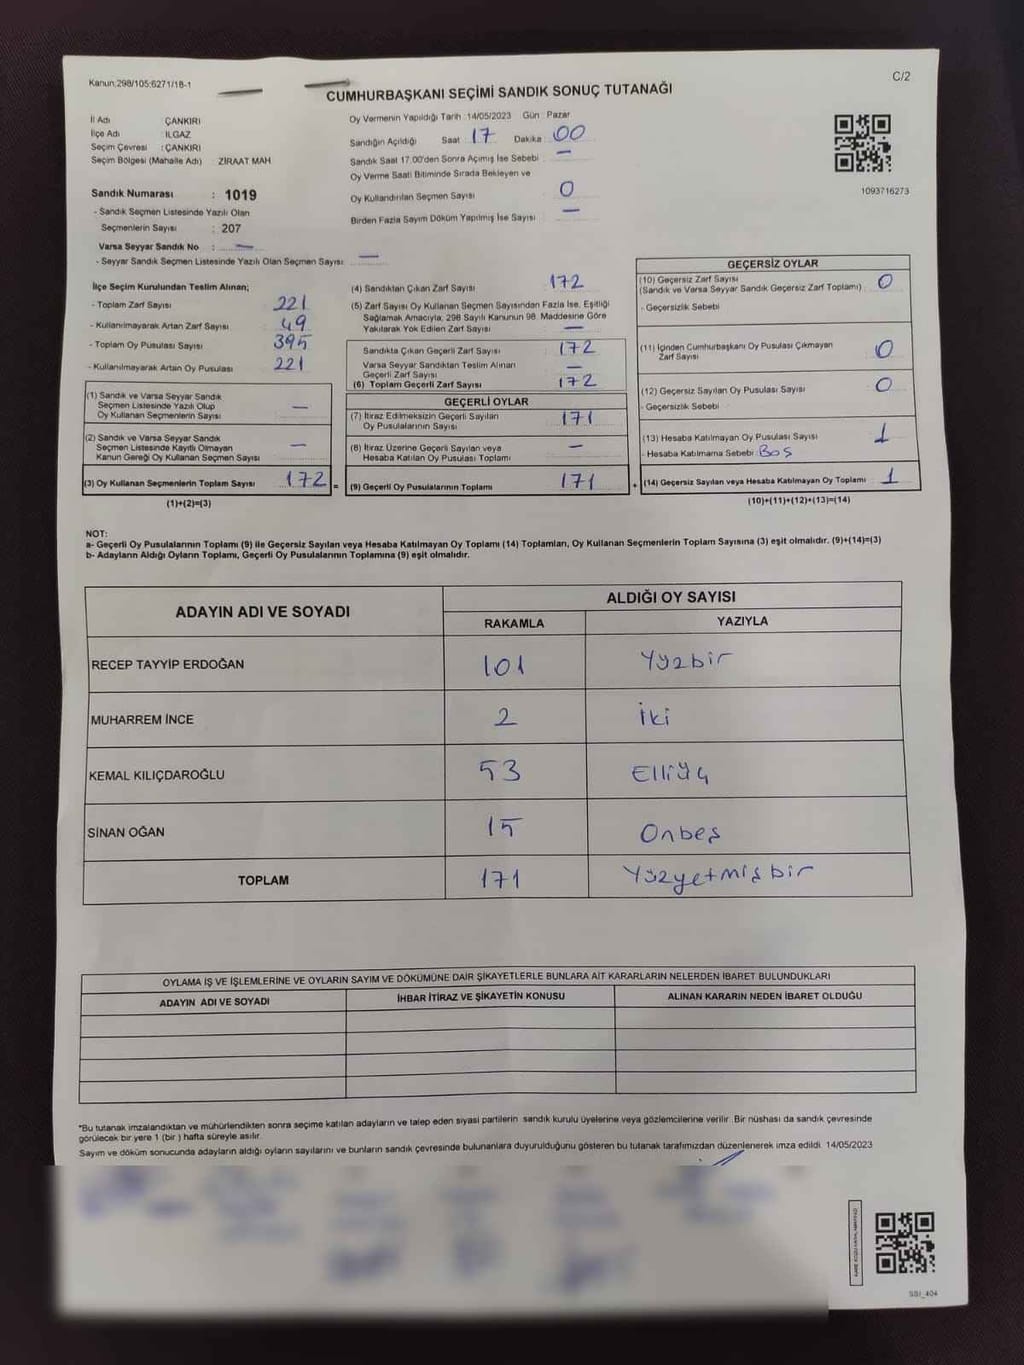 Kanun:298/105:6271/18-1
C/2
CUMHURBAŞKANI SEÇİMİ SANDIK SONUÇ TUTANAĞI
İl Adı : ÇANKIRI
İlçe Adı : ILGAZ
Seçim Çevresi : ÇANKIRI
Seçim Bölgesi (Mahalle Adı) : ZIRAAT MAH
Sandık Numarası : 1019
- Sandık Seçmen Listesinde Yazılı Olan
Seçmenlerin Sayısı : 207
Varsa Seyyar Sandık No : —
- Seyyar Sandık Seçmen Listesinde Yazılı Olan Seçmen Sayısı: —
Oy Vermenin Yapıldığı Tarih :14/05/2023 Gün : Pazar
Sandığın Açıldığı Saat 17 Dakika 00
Sandık Saat 17.00'den Sonra Açılmış İse Sebebi —
Oy Verme Saati Bitiminde Sırada Bekleyen ve
Oy Kullandırılan Seçmen Sayısı 0
Birden Fazla Sayım Döküm Yapılmış İse Sayısı —
1093716273
İlçe Seçim Kurulundan Teslim Alınan;
- Toplam Zarf Sayısı 221
- Kullanılmayarak Artan Zarf Sayısı 49
- Toplam Oy Pusulası Sayısı 395
- Kullanılmayarak Artan Oy Pusulası 221
(1) Sandık ve Varsa Seyyar Sandık
Seçmen Listesinde Yazılı Olup
Oy Kullanan Seçmenlerin Sayısı —
(2) Sandık ve Varsa Seyyar Sandık
Seçmen Listesinde Kayıtlı Olmayan
Kanun Gereği Oy Kullanan Seçmen Sayısı —
(3) Oy Kullanan Seçmenlerin Toplam Sayısı 172 =
(1)+(2)=(3)
(4) Sandıktan Çıkan Zarf Sayısı 172
(5) Zarf Sayısı Oy Kullanan Seçmen Sayısından Fazla İse, Eşitliği
Sağlamak Amacıyla, 298 Sayılı Kanunun 98. Maddesine Göre
Yakılarak Yok Edilen Zarf Sayısı —
Sandıkta Çıkan Geçerli Zarf Sayısı 172
Varsa Seyyar Sandıktan Teslim Alınan
Geçerli Zarf Sayısı —
(6) Toplam Geçerli Zarf Sayısı 172
GEÇERLİ OYLAR
(7) İtiraz Edilmeksizin Geçerli Sayılan
Oy Pusulalarının Sayısı 171
(8) İtiraz Üzerine Geçerli Sayılan veya
Hesaba Katılan Oy Pusulası Toplamı —
(9) Geçerli Oy Pusulalarının Toplamı 171 +
GEÇERSİZ OYLAR
(10) Geçersiz Zarf Sayısı
(Sandık ve Varsa Seyyar Sandık Geçersiz Zarf Toplamı) 0
- Geçersizlik Sebebi
(11) İçinden Cumhurbaşkanı Oy Pusulası Çıkmayan
Zarf Sayısı 0
(12) Geçersiz Sayılan Oy Pusulası Sayısı 0
- Geçersizlik Sebebi
(13) Hesaba Katılmayan Oy Pusulası Sayısı 1
- Hesaba Katılmama Sebebi Boş
(14) Geçersiz Sayılan veya Hesaba Katılmayan Oy Toplamı 1
(10)+(11)+(12)+(13)=(14)
NOT:
a- Geçerli Oy Pusulalarının Toplamı (9) ile Geçersiz Sayılan veya Hesaba Katılmayan Oy Toplamı (14) Toplamları, Oy Kullanan Seçmenlerin Toplam Sayısına (3) eşit olmalıdır. (9)+(14)=(3)
b- Adayların Aldığı Oyların Toplamı, Geçerli Oy Pusulalarının Toplamına (9) eşit olmalıdır.
ADAYIN ADI VE SOYADI
ALDIĞI OY SAYISI
RAKAMLA YAZIYLA
RECEP TAYYİP ERDOĞAN 101 Yüzbir
MUHARREM İNCE 2 İki
KEMAL KILIÇDAROĞLU 53 Elliüç
SİNAN OĞAN 15 Onbeş
TOPLAM 171 Yüzyetmişbir
OYLAMA İŞ VE İŞLEMLERİNE VE OYLARIN SAYIM VE DÖKÜMÜNE DAİR ŞİKAYETLERLE BUNLARA AİT KARARLARIN NELERDEN İBARET BULUNDUKLARI
ADAYIN ADI VE SOYADI İHBAR İTİRAZ VE ŞİKAYETİN KONUSU ALINAN KARARIN NEDEN İBARET OLDUĞU
*Bu tutanak imzalandıktan ve mühürlendikten sonra seçime katılan adayların ve talep eden siyasi partilerin sandık kurulu üyelerine veya gözlemcilerine verilir. Bir nüshası da sandık çevresinde
görülecek bir yere 1 (bir ) hafta süreyle asılır.
Sayım ve döküm sonucunda adayların aldığı oyların sayılarını ve bunların sandık çevresinde bulunanlara duyurulduğunu gösteren bu tutanak tarafımızdan düzenlenerek imza edildi. 14/05/2023
SSI_404